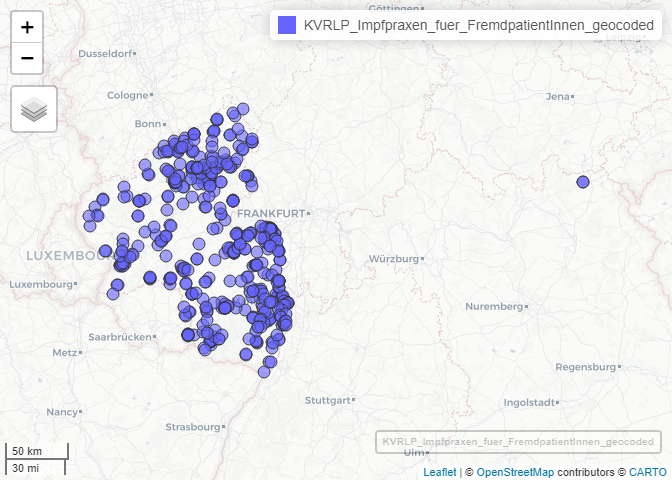 Göttingen
KVRLP_Impfpraxen_fuer_FremdpatientInnen_geocoded
+
−
Dusseldorf
Leipzig
Cologne
Jena
Bonn
FRANKFURT
LUXEMBOURG
Würzburg
Luxembourg
Nuremberg
Saarbrücken
Metz
Regensburg
Stuttgart
Ingolstadt
Nancy
Strasbourg
KVRLP_Impfpraxen_fuer_FremdpatientInnen_geocoded
Ulm
50 km
30 mi
Leaflet | © OpenStreetMap contributors © CARTO